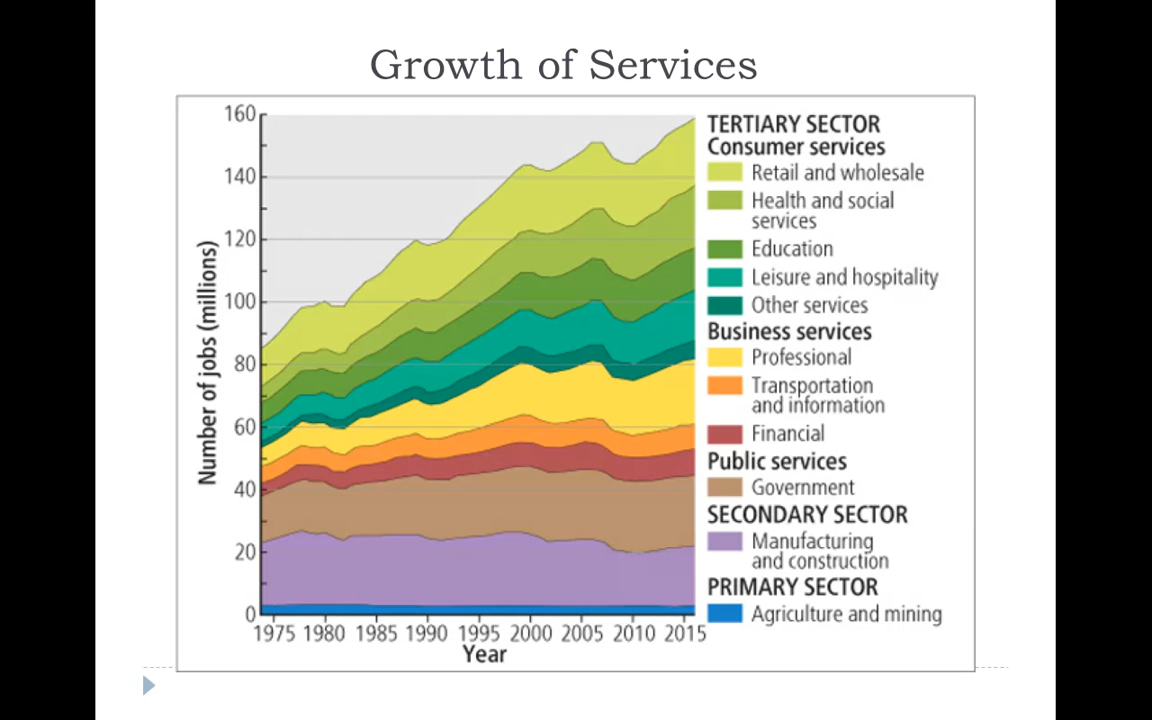 Growth of Services
160
140
120
100
80
60
40
20
0
Number of jobs (millions)
1975 1980 1985 1990 1995 2000 2005 2010 2015
Year
TERTIARY SECTOR
Consumer services
Retail and wholesale
Health and social
services
Education
Leisure and hospitality
Other services
Business services
Professional
Transportation
and information
Financial
Public services
Government
SECONDARY SECTOR
Manufacturing
and construction
PRIMARY SECTOR
Agriculture and mining